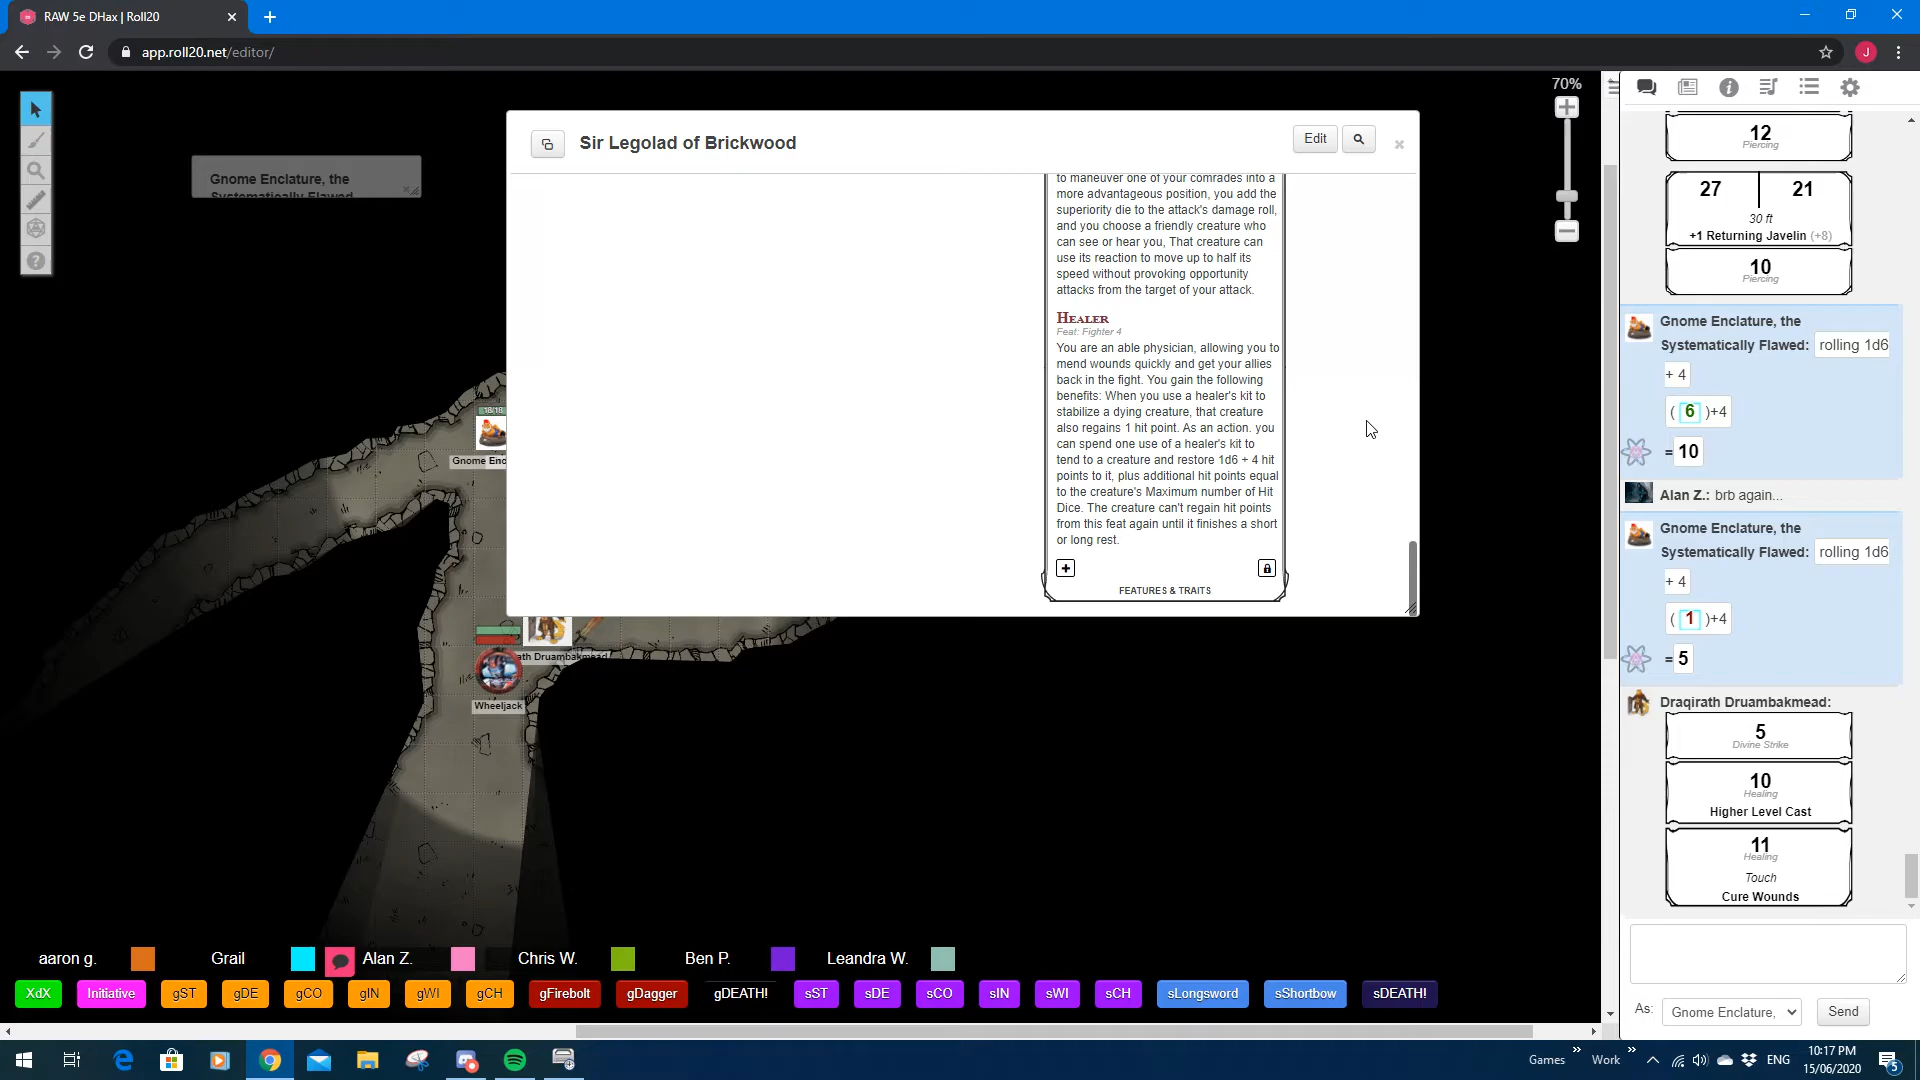 RAW 5e DHax | Roll20
app.roll20.net/editor/
70%
Gnome Enclature, the
Systematically Flawed
Sir Legolad of Brickwood
Edit
to maneuver one of your comrades into a
more advantageous position, you add the
superiority die to the attack's damage roll,
and you choose a friendly creature who
can see or hear you, That creature can
use its reaction to move up to half its
speed without provoking opportunity
attacks from the target of your attack.
HEALER
Feat: Fighter 4
You are an able physician, allowing you to
mend wounds quickly and get your allies
back in the fight. You gain the following
benefits: When you use a healer's kit to
stabilize a dying creature, that creature
also regains 1 hit point. As an action. you
can spend one use of a healer's kit to
tend to a creature and restore 1d6 + 4 hit
points to it, plus additional hit points equal
to the creature's Maximum number of Hit
Dice. The creature can't regain hit points
from this feat again until it finishes a short
or long rest.
FEATURES & TRAITS
18/18
Gnome Enc
ath Druambakmead
Wheeljack
12
Piercing
27 21
30 ft
+1 Returning Javelin (+8)
10
Piercing
Gnome Enclature, the
Systematically Flawed: rolling 1d6
+ 4
( 6 )+4
= 10
Alan Z.: brb again...
Gnome Enclature, the
Systematically Flawed: rolling 1d6
+ 4
( 1 )+4
= 5
Draqirath Druambakmead:
5
Divine Strike
10
Healing
Higher Level Cast
11
Healing
Touch
Cure Wounds
As: Gnome Enclature, Send
aaron g. Grail Alan Z. Chris W. Ben P. Leandra W.
XdX Initiative gST gDE gCO gIN gWI gCH gFirebolt gDagger gDEATH! sST sDE sCO sIN sWI sCH sLongsword sShortbow sDEATH!
Games Work ENG 10:17 PM
15/06/2020
5